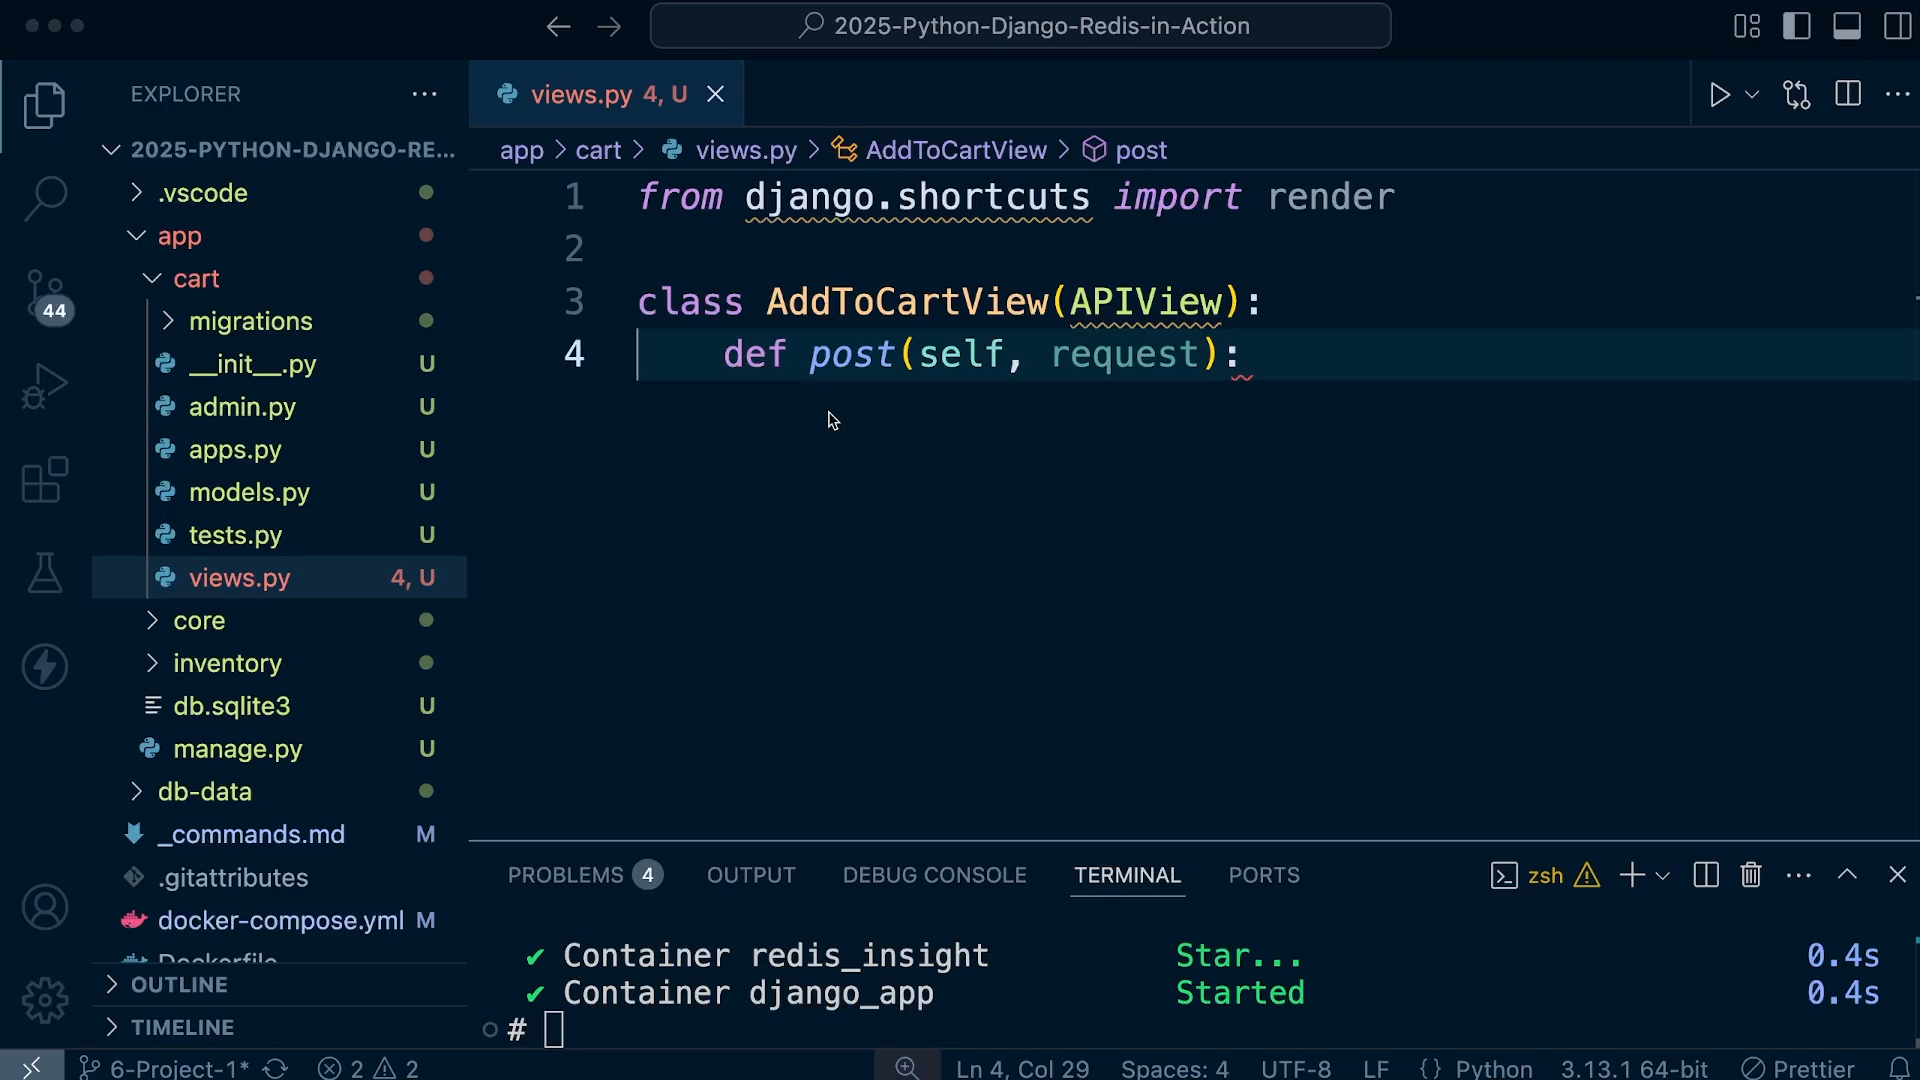 2025-Python-Django-Redis-in-Action
EXPLORER
views.py 4, U
2025-PYTHON-DJANGO-RE...
app > cart > views.py > AddToCartView > post
.vscode
app
cart
44
migrations
__init__.py U
admin.py U
apps.py U
models.py U
tests.py U
views.py 4, U
core
inventory
db.sqlite3 U
manage.py U
db-data
_commands.md M
.gitattributes
docker-compose.yml M
Dockerfile
OUTLINE
TIMELINE
1 from django.shortcuts import render
2
3 class AddToCartView(APIView):
4 def post(self, request):
PROBLEMS 4 OUTPUT DEBUG CONSOLE TERMINAL PORTS
zsh
✔ Container redis_insight Star... 0.4s
✔ Container django_app Started 0.4s
#
6-Project-1* 2 2 Ln 4, Col 29 Spaces: 4 UTF-8 LF {} Python 3.13.1 64-bit Prettier